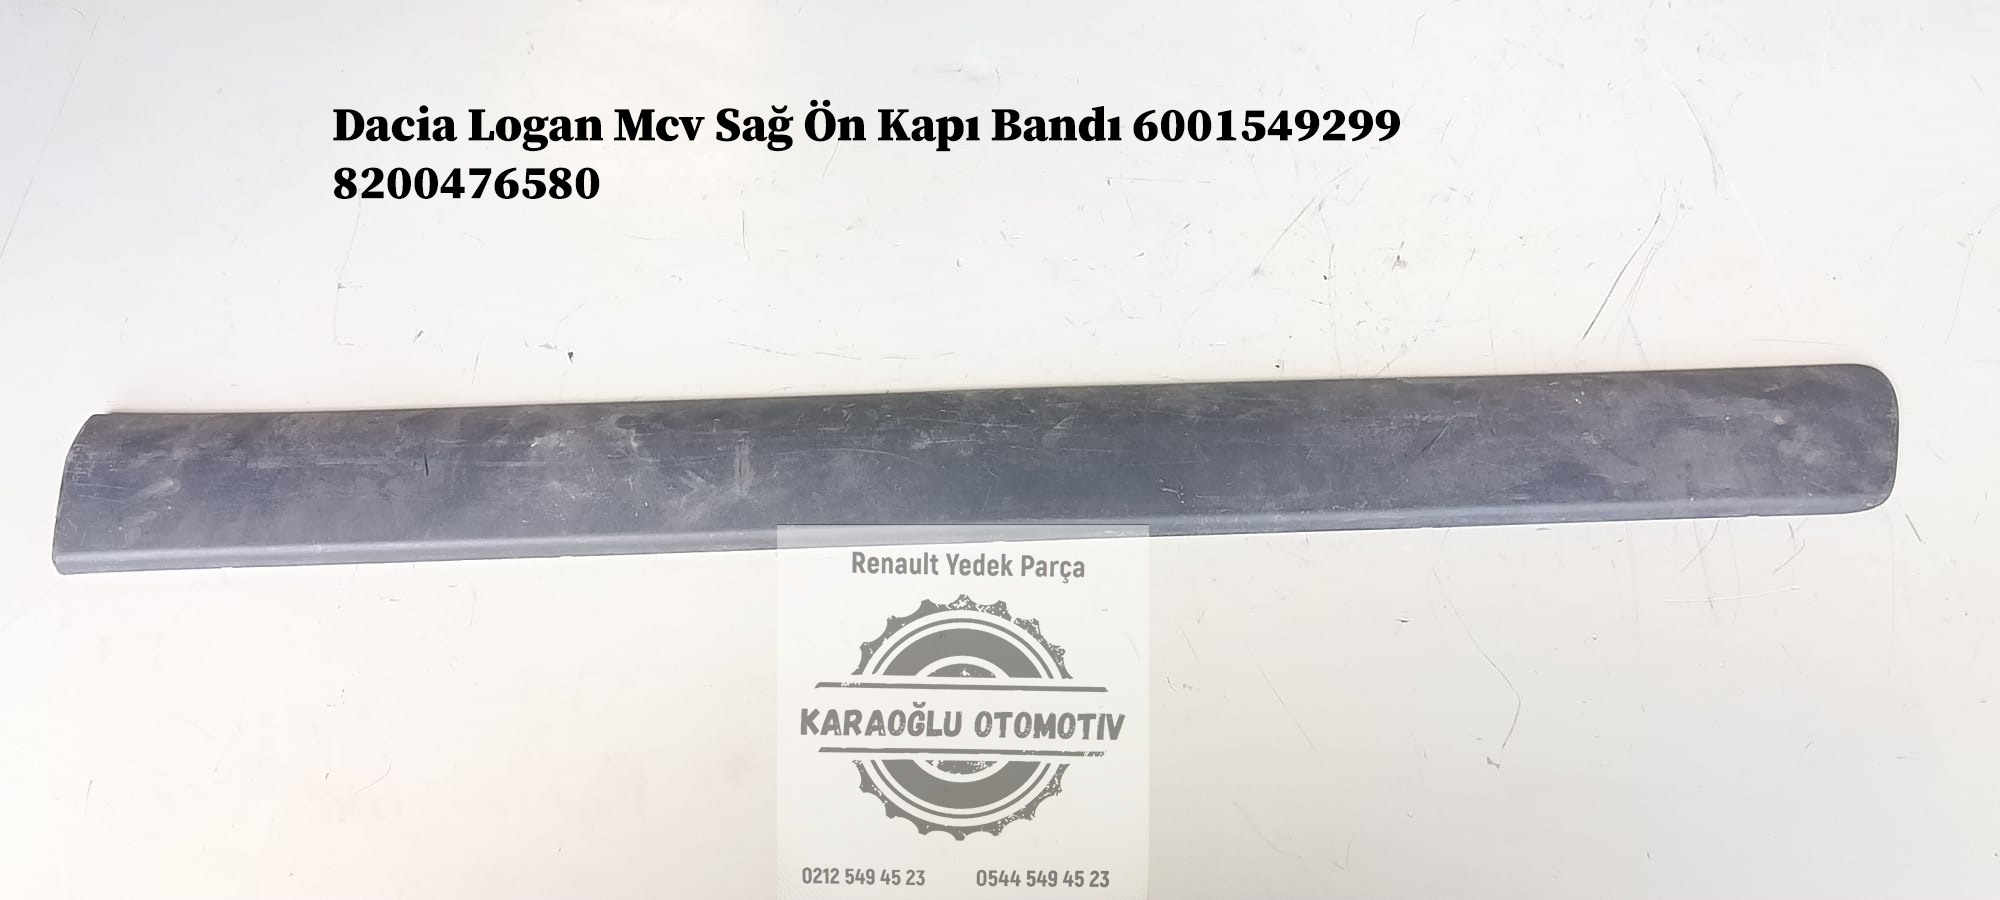 Dacia Logan Mcv Sağ Ön Kapı Bandı 6001549299
8200476580
Renault Yedek Parça
KARAOĞLU OTOMOTIV
0212 549 45 23 0544 549 45 23